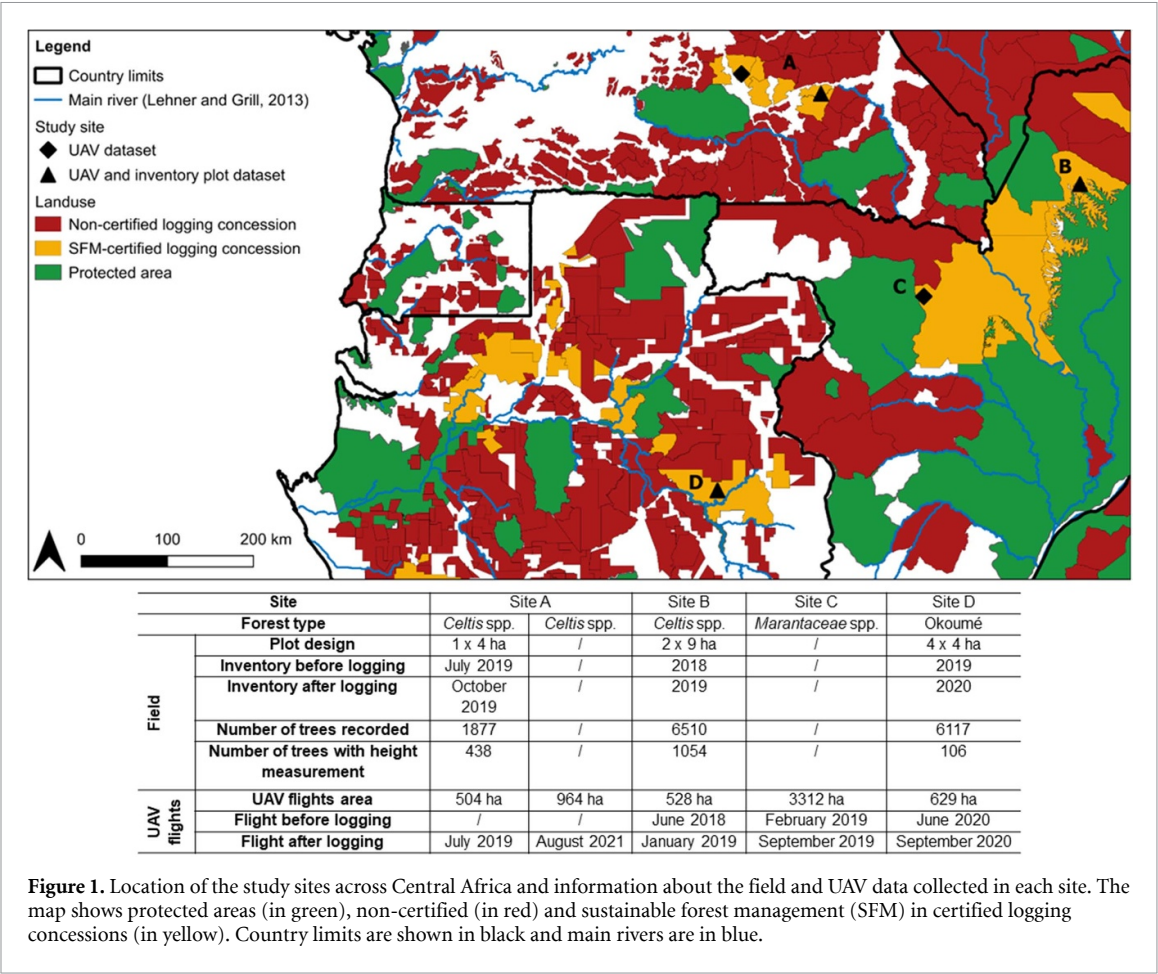 Legend
Country limits
Main river (Lehner and Grill, 2013)
Study site
UAV dataset
UAV and inventory plot dataset
Landuse
Non-certified logging concession
SFM-certified logging concession
Protected area
A
B
C
D
0 100 200 km
Site Site A Site B Site C Site D
Forest type Celtis spp. Celtis spp. Celtis spp. Marantaceae spp. Okoumé
Field
Plot design 1 x 4 ha / 2 x 9 ha / 4 x 4 ha
Inventory before logging July 2019 / 2018 / 2019
Inventory after logging October / 2019 / 2020
2019
Number of trees recorded 1877 / 6510 / 6117
Number of trees with height 438 / 1054 / 106
measurement
UAV
flights
UAV flights area 504 ha 964 ha 528 ha 3312 ha 629 ha
Flight before logging / / June 2018 February 2019 June 2020
Flight after logging July 2019 August 2021 January 2019 September 2019 September 2020
Figure 1. Location of the study sites across Central Africa and information about the field and UAV data collected in each site. The
map shows protected areas (in green), non-certified (in red) and sustainable forest management (SFM) in certified logging
concessions (in yellow). Country limits are shown in black and main rivers are in blue.